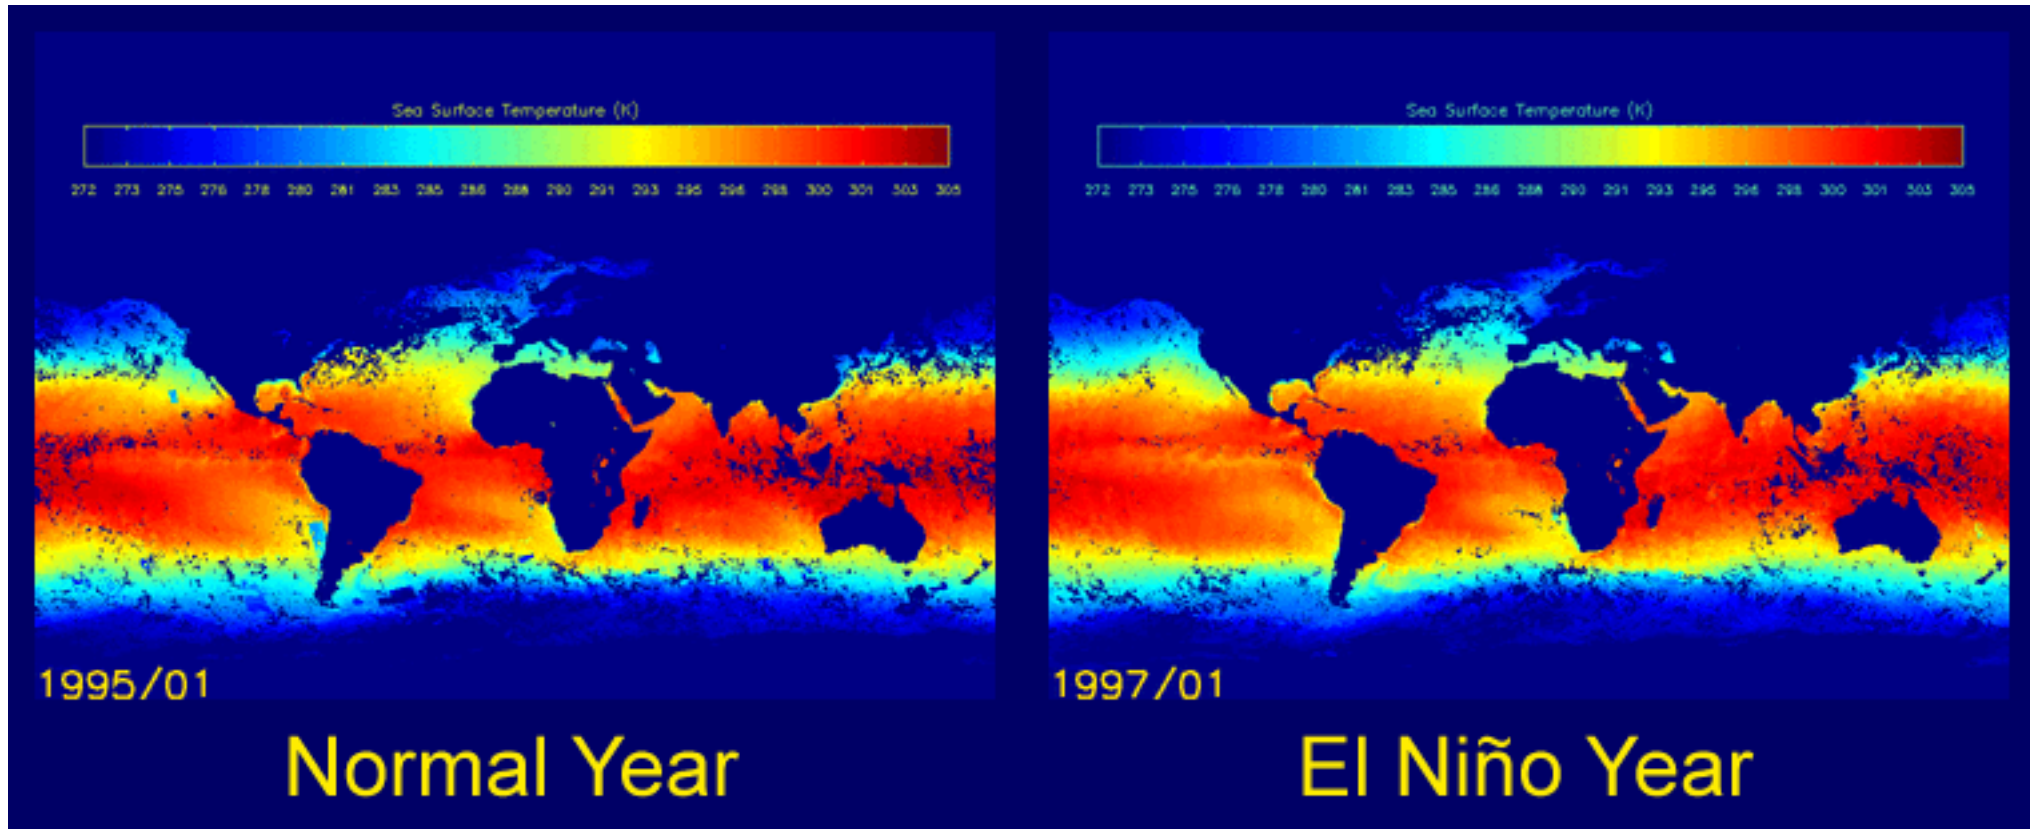 Sea Surface Temperature (K)
272 273 275 276 278 280 281 283 285 286 288 290 291 293 295 296 298 300 301 303 305
1995/01
Normal Year
Sea Surface Temperature (K)
272 273 275 276 278 280 281 283 285 286 288 290 291 293 295 296 298 300 301 303 305
1997/01
El Niño Year